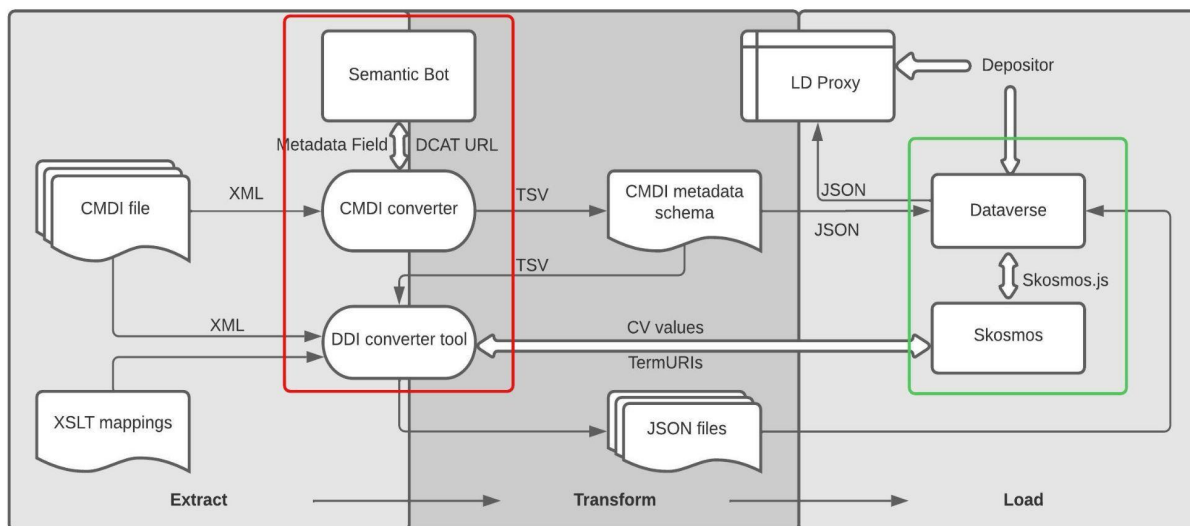 Semantic Bot
LD Proxy
Depositor
Metadata Field
DCAT URL
CMDI file
XML
CMDI converter
TSV
CMDI metadata
schema
JSON
JSON
Dataverse
TSV
Skosmos.js
XML
DDI converter tool
CV values
TermURIs
Skosmos
XSLT mappings
JSON files
Extract
Transform
Load